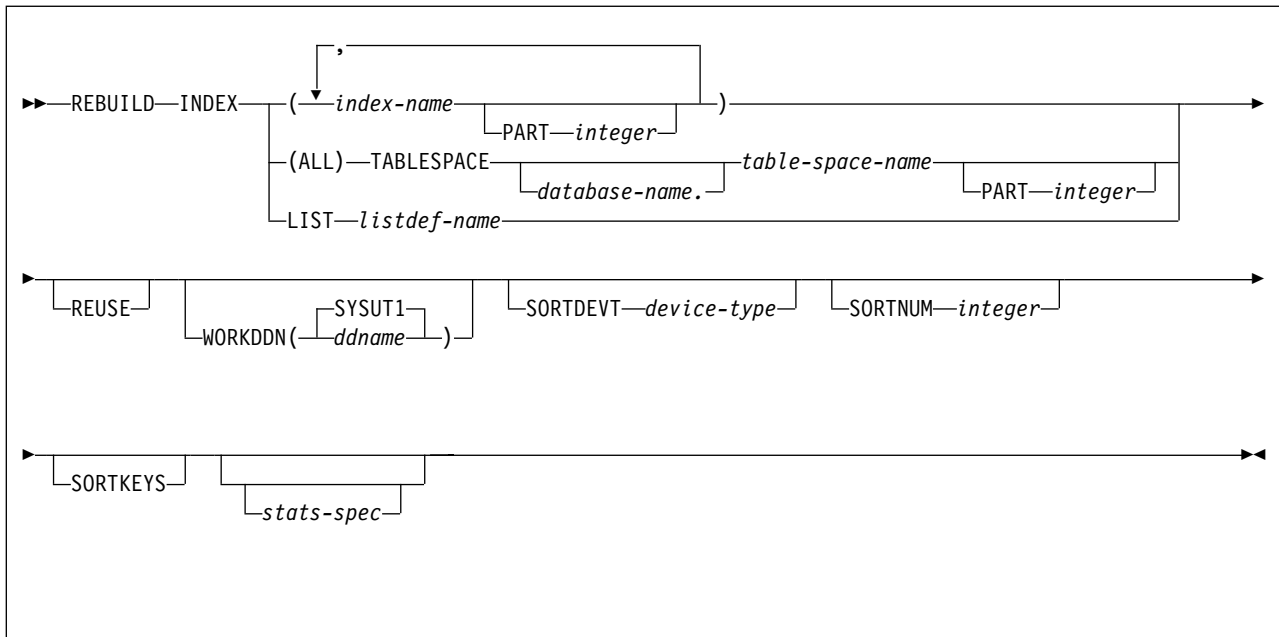 ,
REBUILD INDEX ( index-name )
PART integer
(ALL) TABLESPACE table-space-name
database-name. PART integer
LIST listdef-name
REUSE SYSUT1 SORTDEVT device-type SORTNUM integer
WORKDDN( ddname )
SORTKEYS
stats-spec